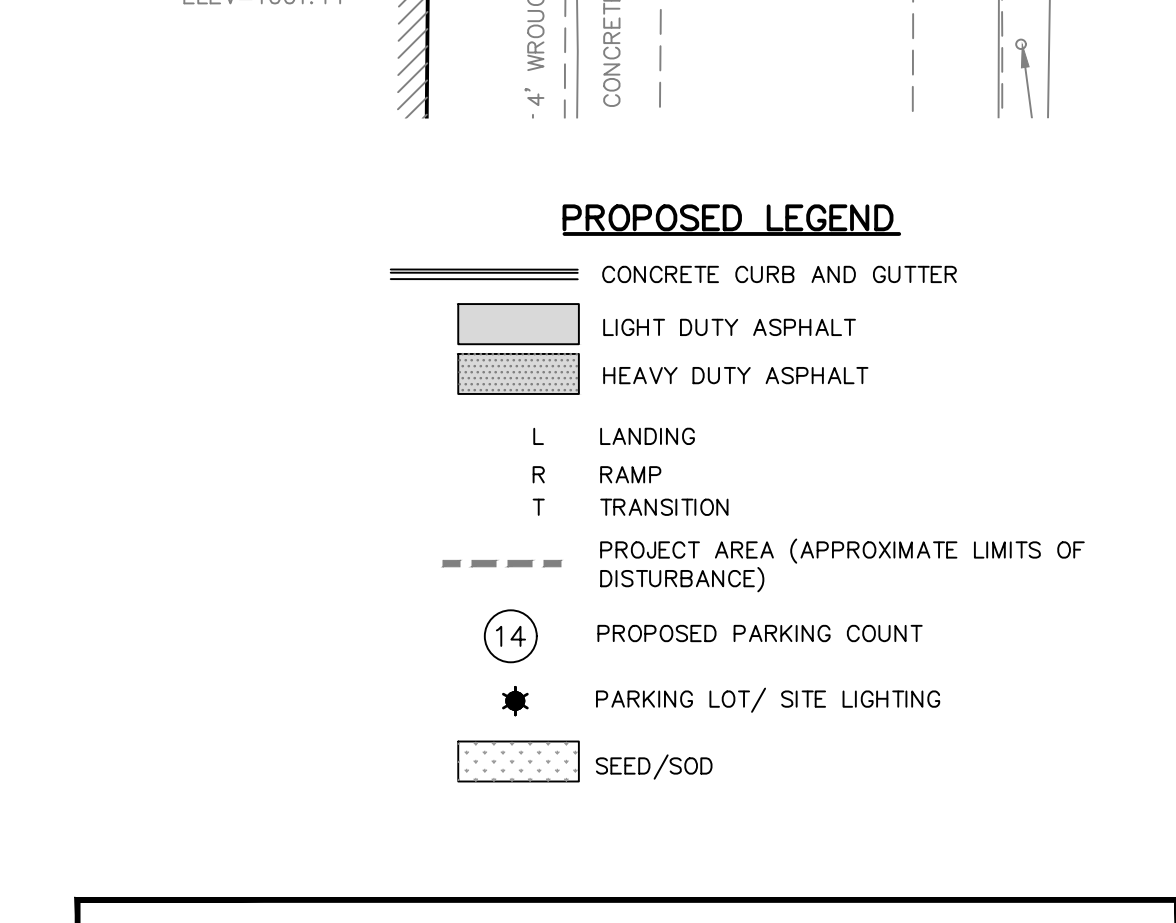 4' WROUG
CONCRETE
PROPOSED LEGEND
CONCRETE CURB AND GUTTER
LIGHT DUTY ASPHALT
HEAVY DUTY ASPHALT
L LANDING
R RAMP
T TRANSITION
PROJECT AREA (APPROXIMATE LIMITS OF
DISTURBANCE)
14 PROPOSED PARKING COUNT
PARKING LOT/ SITE LIGHTING
SEED/SOD